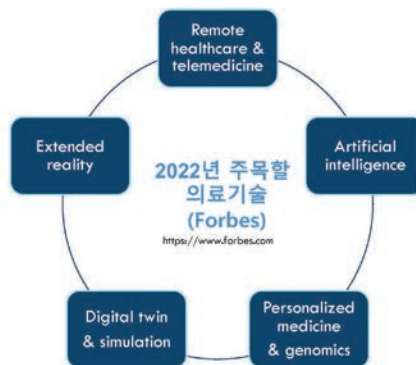 Remote
healthcare &
telemedicine
Extended
reality
Artificial
intelligence
2022년 주목할
의료기술
(Forbes)
https://www.forbes.com
Digital twin
& simulation
Personalized
medicine
& genomics